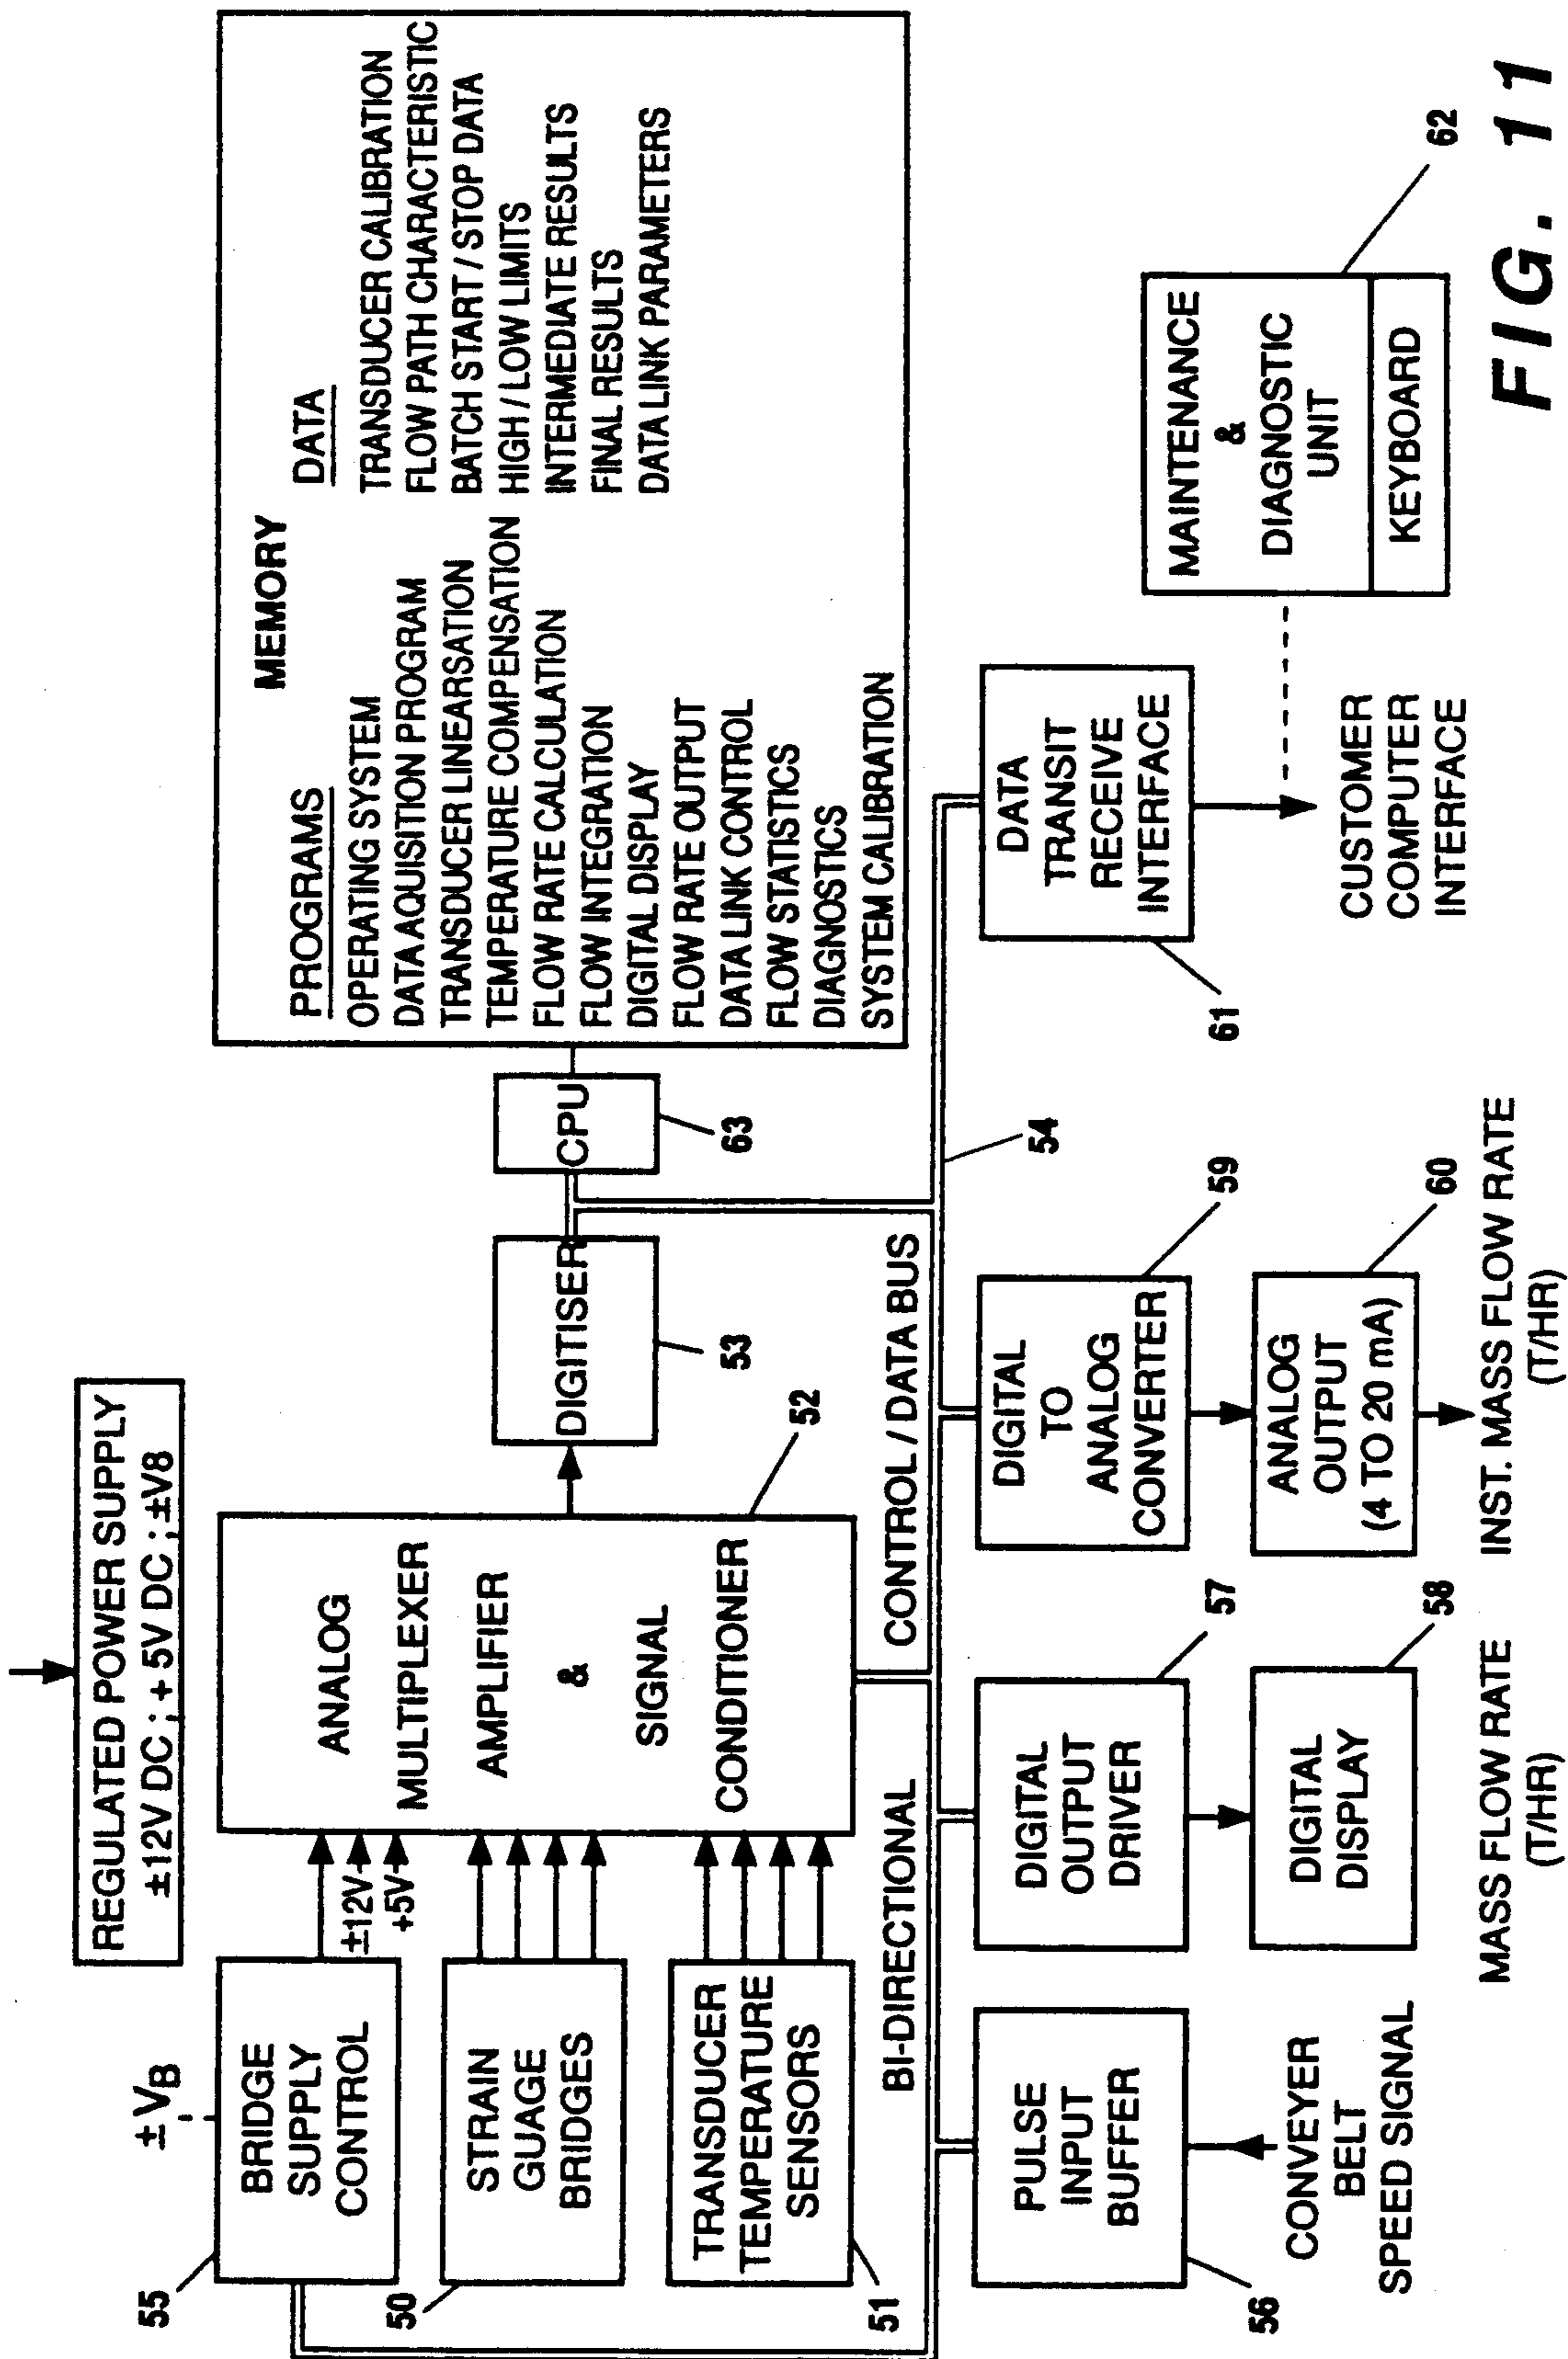 REGULATED POWER SUPPLY
±12V DC ; +5V DC ; ±V8
±VB
55
BRIDGE
SUPPLY
CONTROL
±12V
+5V
50
STRAIN
GUAGE
BRIDGES
51
TRANSDUCER
TEMPERATURE
SENSORS
ANALOG
MULTIPLEXER
AMPLIFIER
&
SIGNAL
CONDITIONER
52
DIGITISER
53
CPU
63
MEMORY
PROGRAMS
OPERATING SYSTEM
DATA AQUISITION PROGRAM
TRANSDUCER LINEARSATION
TEMPERATURE COMPENSATION
FLOW RATE CALCULATION
FLOW INTEGRATION
DIGITAL DISPLAY
FLOW RATE OUTPUT
DATA LINK CONTROL
FLOW STATISTICS
DIAGNOSTICS
SYSTEM CALIBRATION
DATA
TRANSDUCER CALIBRATION
FLOW PATH CHARACTERISTIC
BATCH START / STOP DATA
HIGH / LOW LIMITS
INTERMEDIATE RESULTS
FINAL RESULTS
DATA LINK PARAMETERS
BI-DIRECTIONAL
CONTROL / DATA BUS
54
PULSE
INPUT
BUFFER
56
CONVEYER
BELT
SPEED SIGNAL
DIGITAL
OUTPUT
DRIVER
57
DIGITAL
DISPLAY
58
MASS FLOW RATE
(T/HR)
DIGITAL
TO
ANALOG
CONVERTER
59
ANALOG
OUTPUT
(4 TO 20 mA)
60
INST. MASS FLOW RATE
(T/HR)
DATA
TRANSIT
RECEIVE
INTERFACE
61
CUSTOMER
COMPUTER
INTERFACE
MAINTENANCE
&
DIAGNOSTIC
UNIT
KEYBOARD
62
FIG. 11